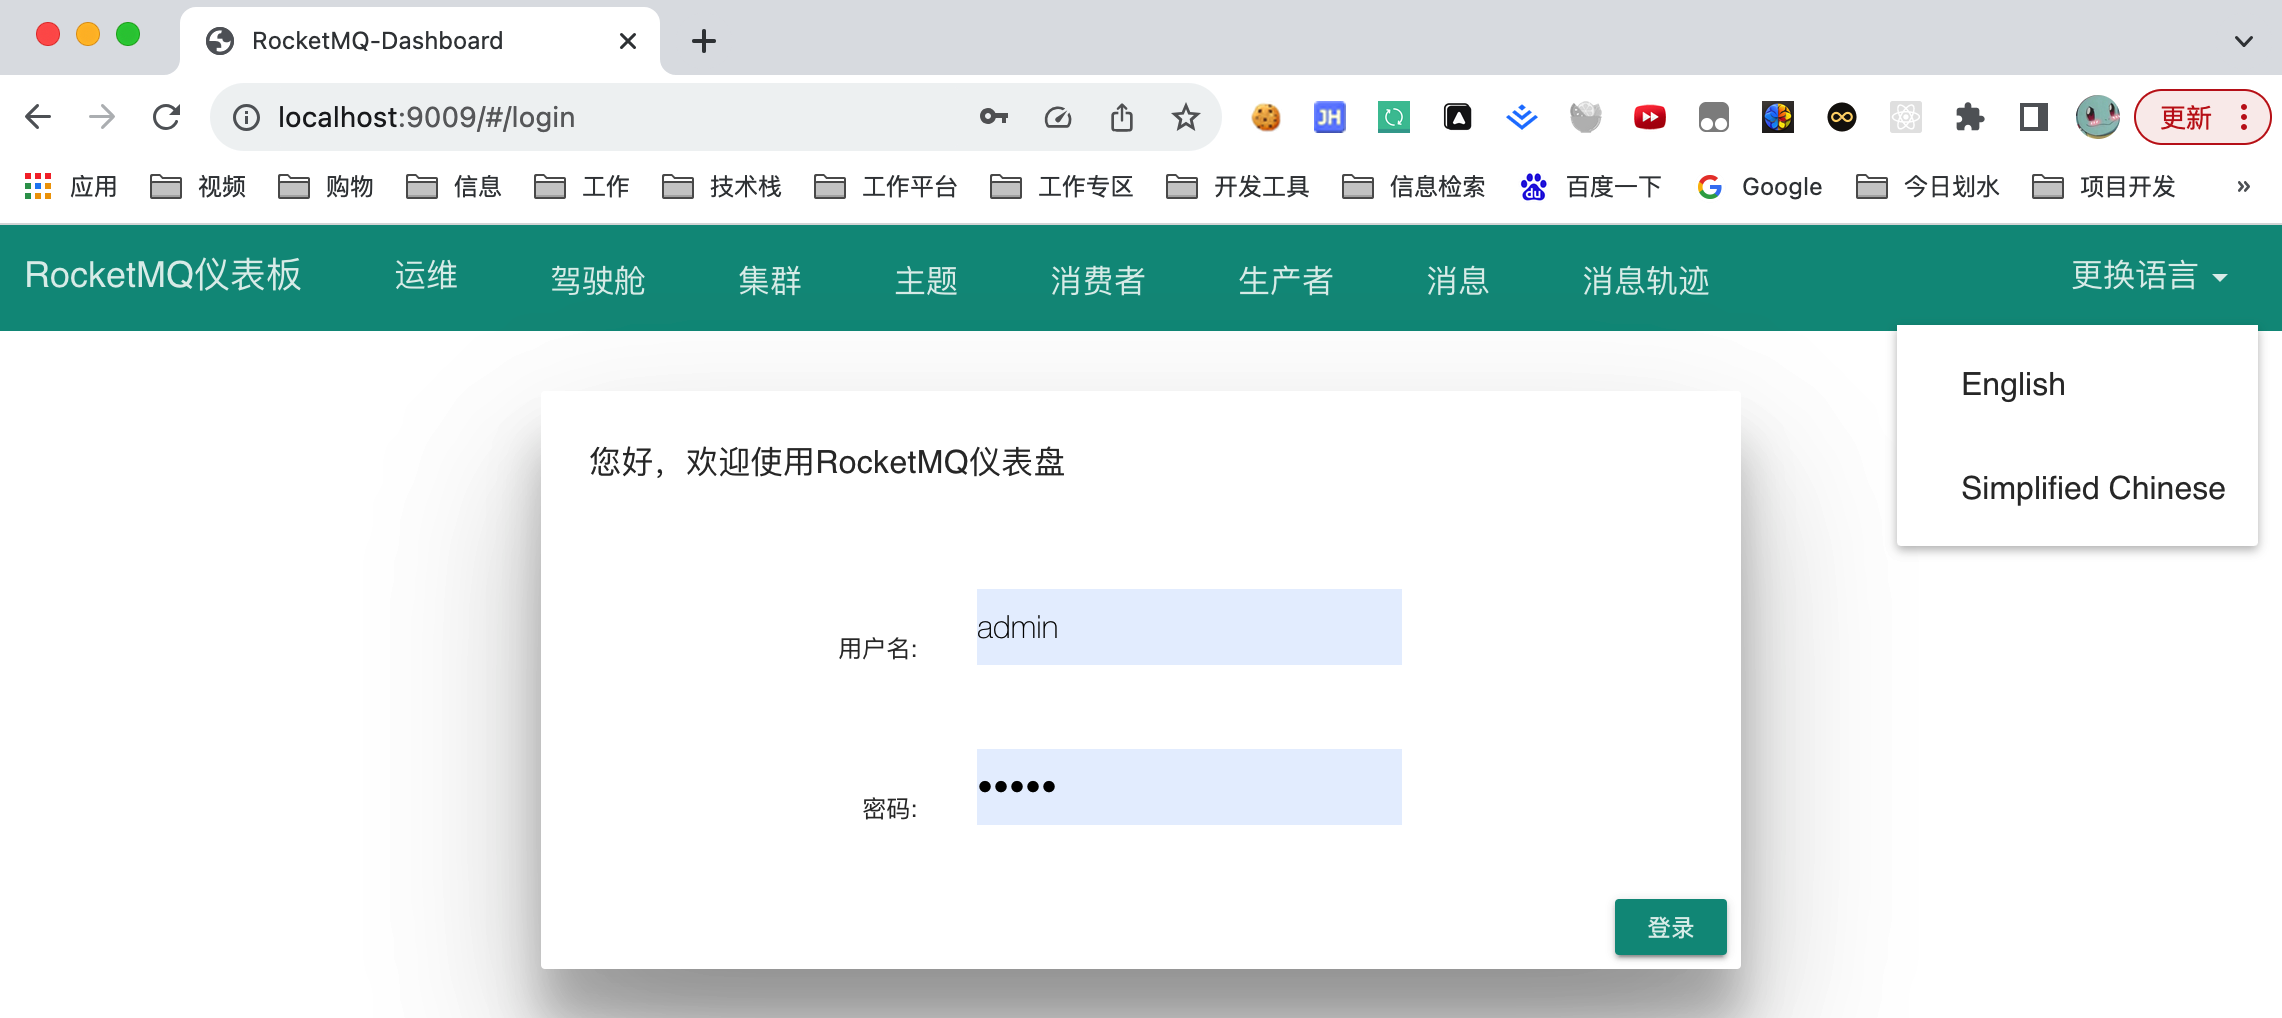 RocketMQ-Dashboard
localhost:9009/#/login
JH
更新
应用 视频 购物 信息 工作 技术栈 工作平台 工作专区 开发工具 信息检索 百度一下 Google 今日划水 项目开发 »
RocketMQ仪表板 运维 驾驶舱 集群 主题 消费者 生产者 消息 消息轨迹 更换语言
English
Simplified Chinese
您好，欢迎使用RocketMQ仪表盘
用户名: admin
密码: •••••
登录